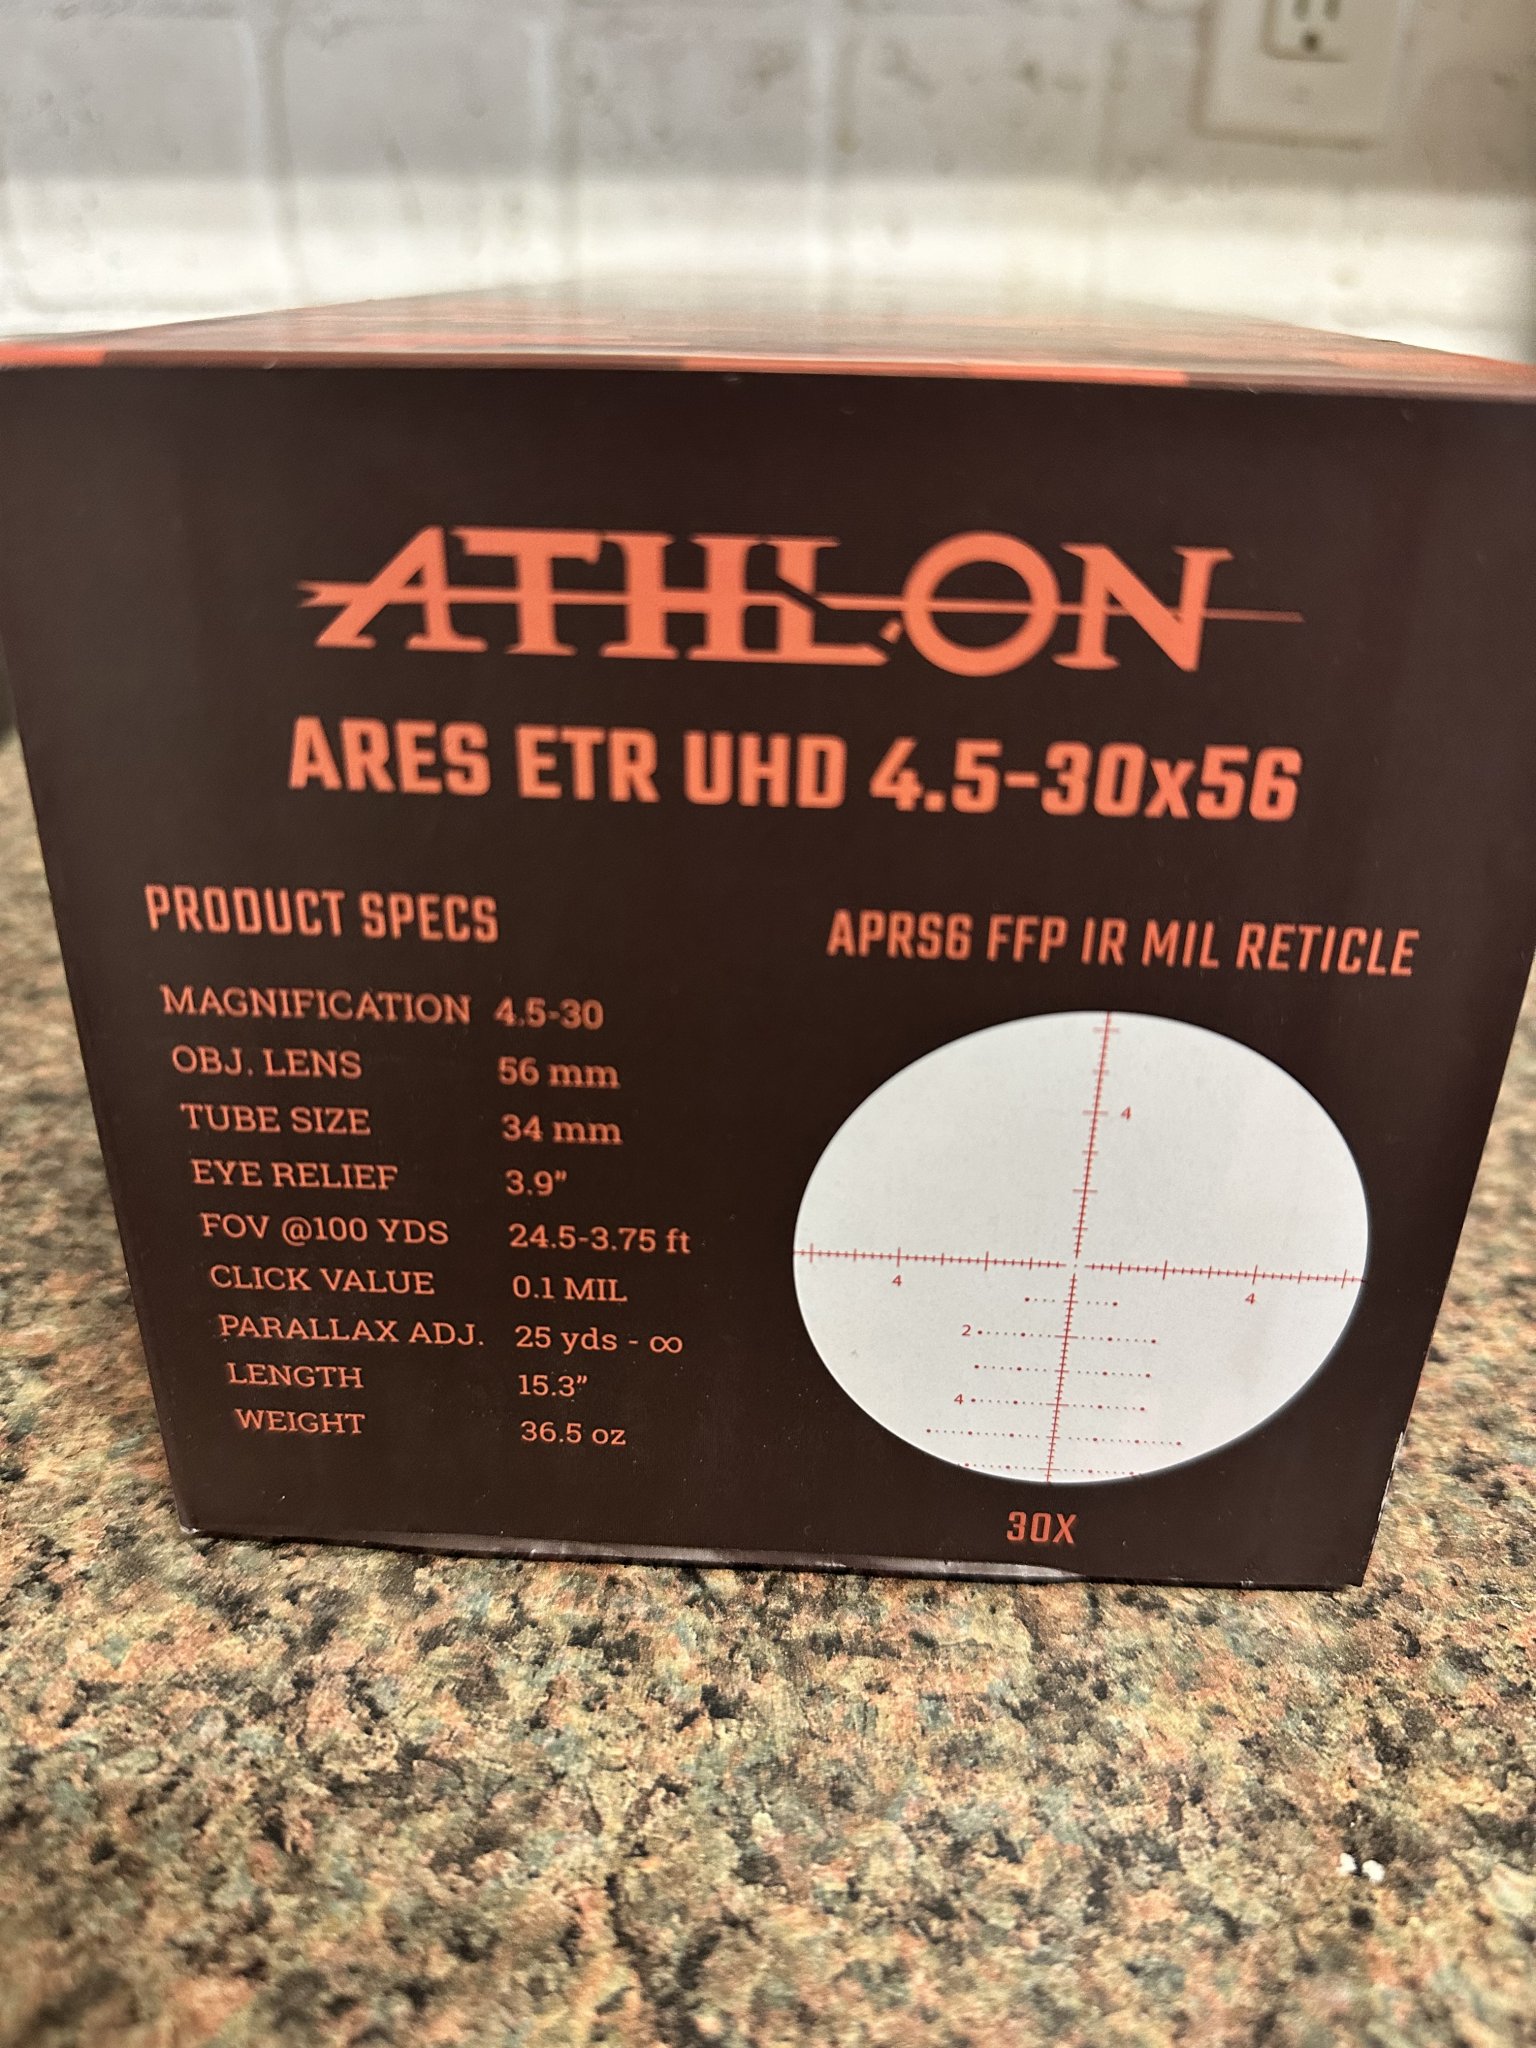 ATHLON
ARES ETR UHD 4.5-30x56
PRODUCT SPECS
MAGNIFICATION 4.5-30
OBJ. LENS 56 mm
TUBE SIZE 34 mm
EYE RELIEF 3.9"
FOV @100 YDS 24.5-3.75 ft
CLICK VALUE 0.1 MIL
PARALLAX ADJ. 25 yds - ∞
LENGTH 15.3"
WEIGHT 36.5 oz
APRS6 FFP IR MIL RETICLE
4
4
4
2
4
30X